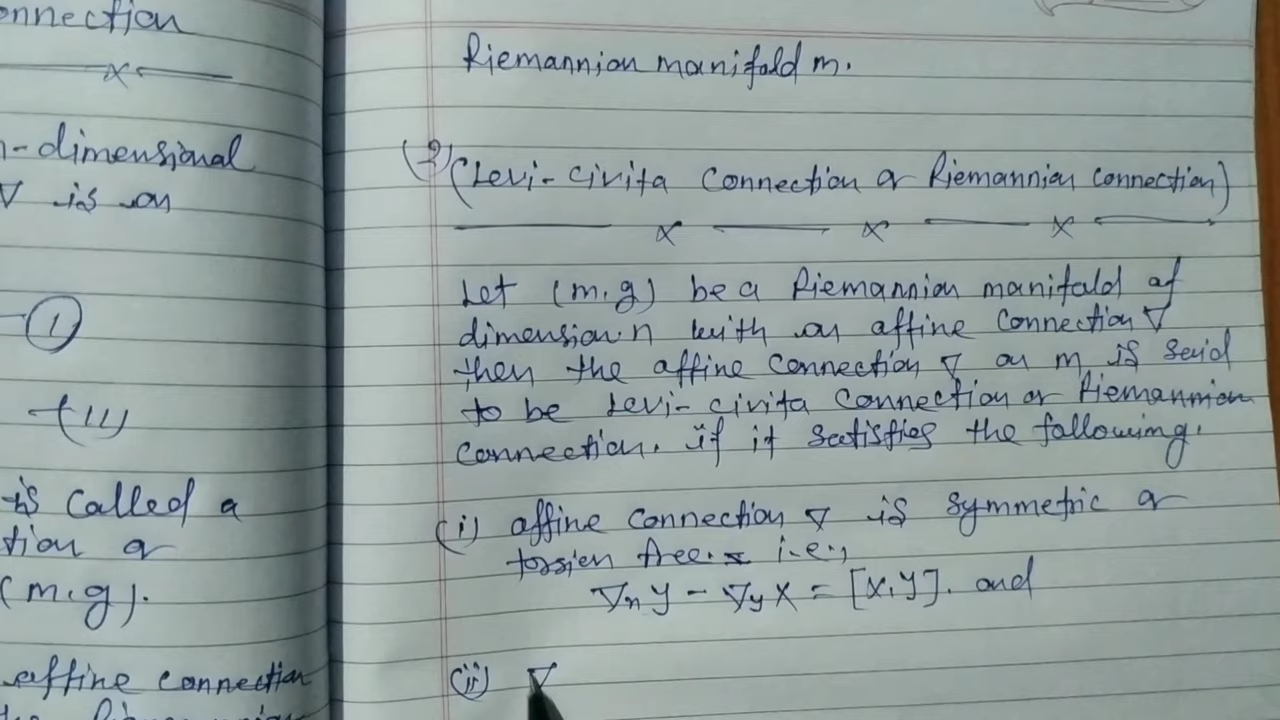 onnection
n-dimensional
∇ is an
(1)
(11)
is called a
tion or
(m,g).
affine connection
Riemannian manifold m.
(2) (Levi-civita connection or Riemannian connection)
Let (m,g) be a Riemannian manifold of
dimension n with an affine connection ∇
then the affine connection ∇ on m is said
to be Levi-civita connection or Riemannian
connection. if it satisfies the following.
(i) affine connection ∇ is symmetric or
torsion free. i.e.,
∇xY - ∇yX = [X,Y]. and
(ii) ∇